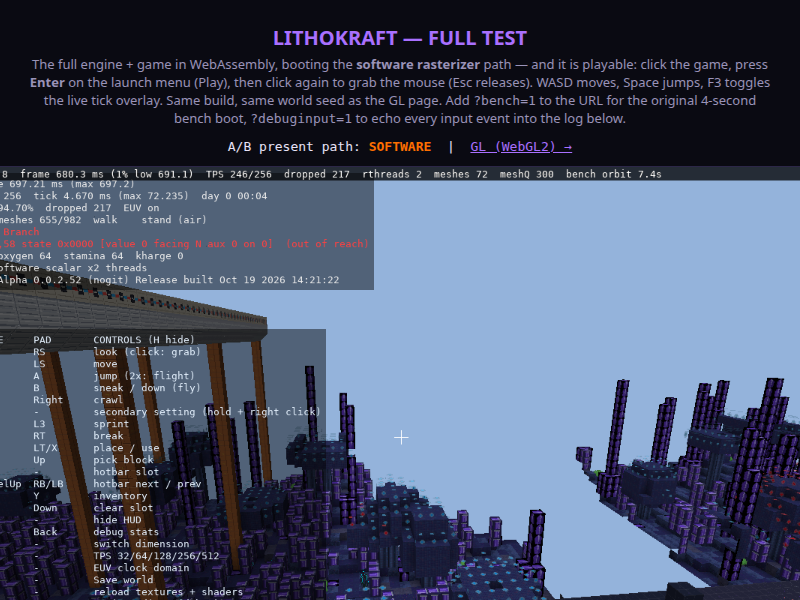 LITHOKRAFT — FULL TEST
The full engine + game in WebAssembly, booting the software rasterizer path — and it is playable: click the game, press
Enter on the launch menu (Play), then click again to grab the mouse (Esc releases). WASD moves, Space jumps, F3 toggles
the live tick overlay. Same build, same world seed as the GL page. Add ?bench=1 to the URL for the original 4-second
bench boot, ?debuginput=1 to echo every input event into the log below.
A/B present path: SOFTWARE | GL (WebGL2) →
8 frame 680.3 ms (1% low 691.1) TPS 246/256 dropped 217 rthreads 2 meshes 72 meshQ 300 bench orbit 7.4s
e 697.21 ms (max 697.2)
256 tick 4.670 ms (max 72.235) day 0 00:04
94.70% dropped 217 EUV on
meshes 655/982 walk stand (air)
Branch
,50 state 0x0000 [value 0 facing N aux 0 on 0] (out of reach)
oxygen 64 stamina 64 kharge 0
oftware scalar x2 threads
Alpha 0.0.2.52 (nogit) Release built Oct 19 2026 14:21:22
E PAD CONTROLS (H hide)
RS look (click: grab)
LS move
A jump (2x: flight)
B sneak / down (fly)
Right crawl
- secondary setting (hold + right click)
L3 sprint
RT break
LT/X place / use
Up pick block
- hotbar slot
elUp RB/LB hotbar next / prev
Y inventory
Down clear slot
- hide HUD
Back debug stats
- switch dimension
- TPS 32/64/128/256/512
- EUV clock domain
- Save world
- reload textures + shaders